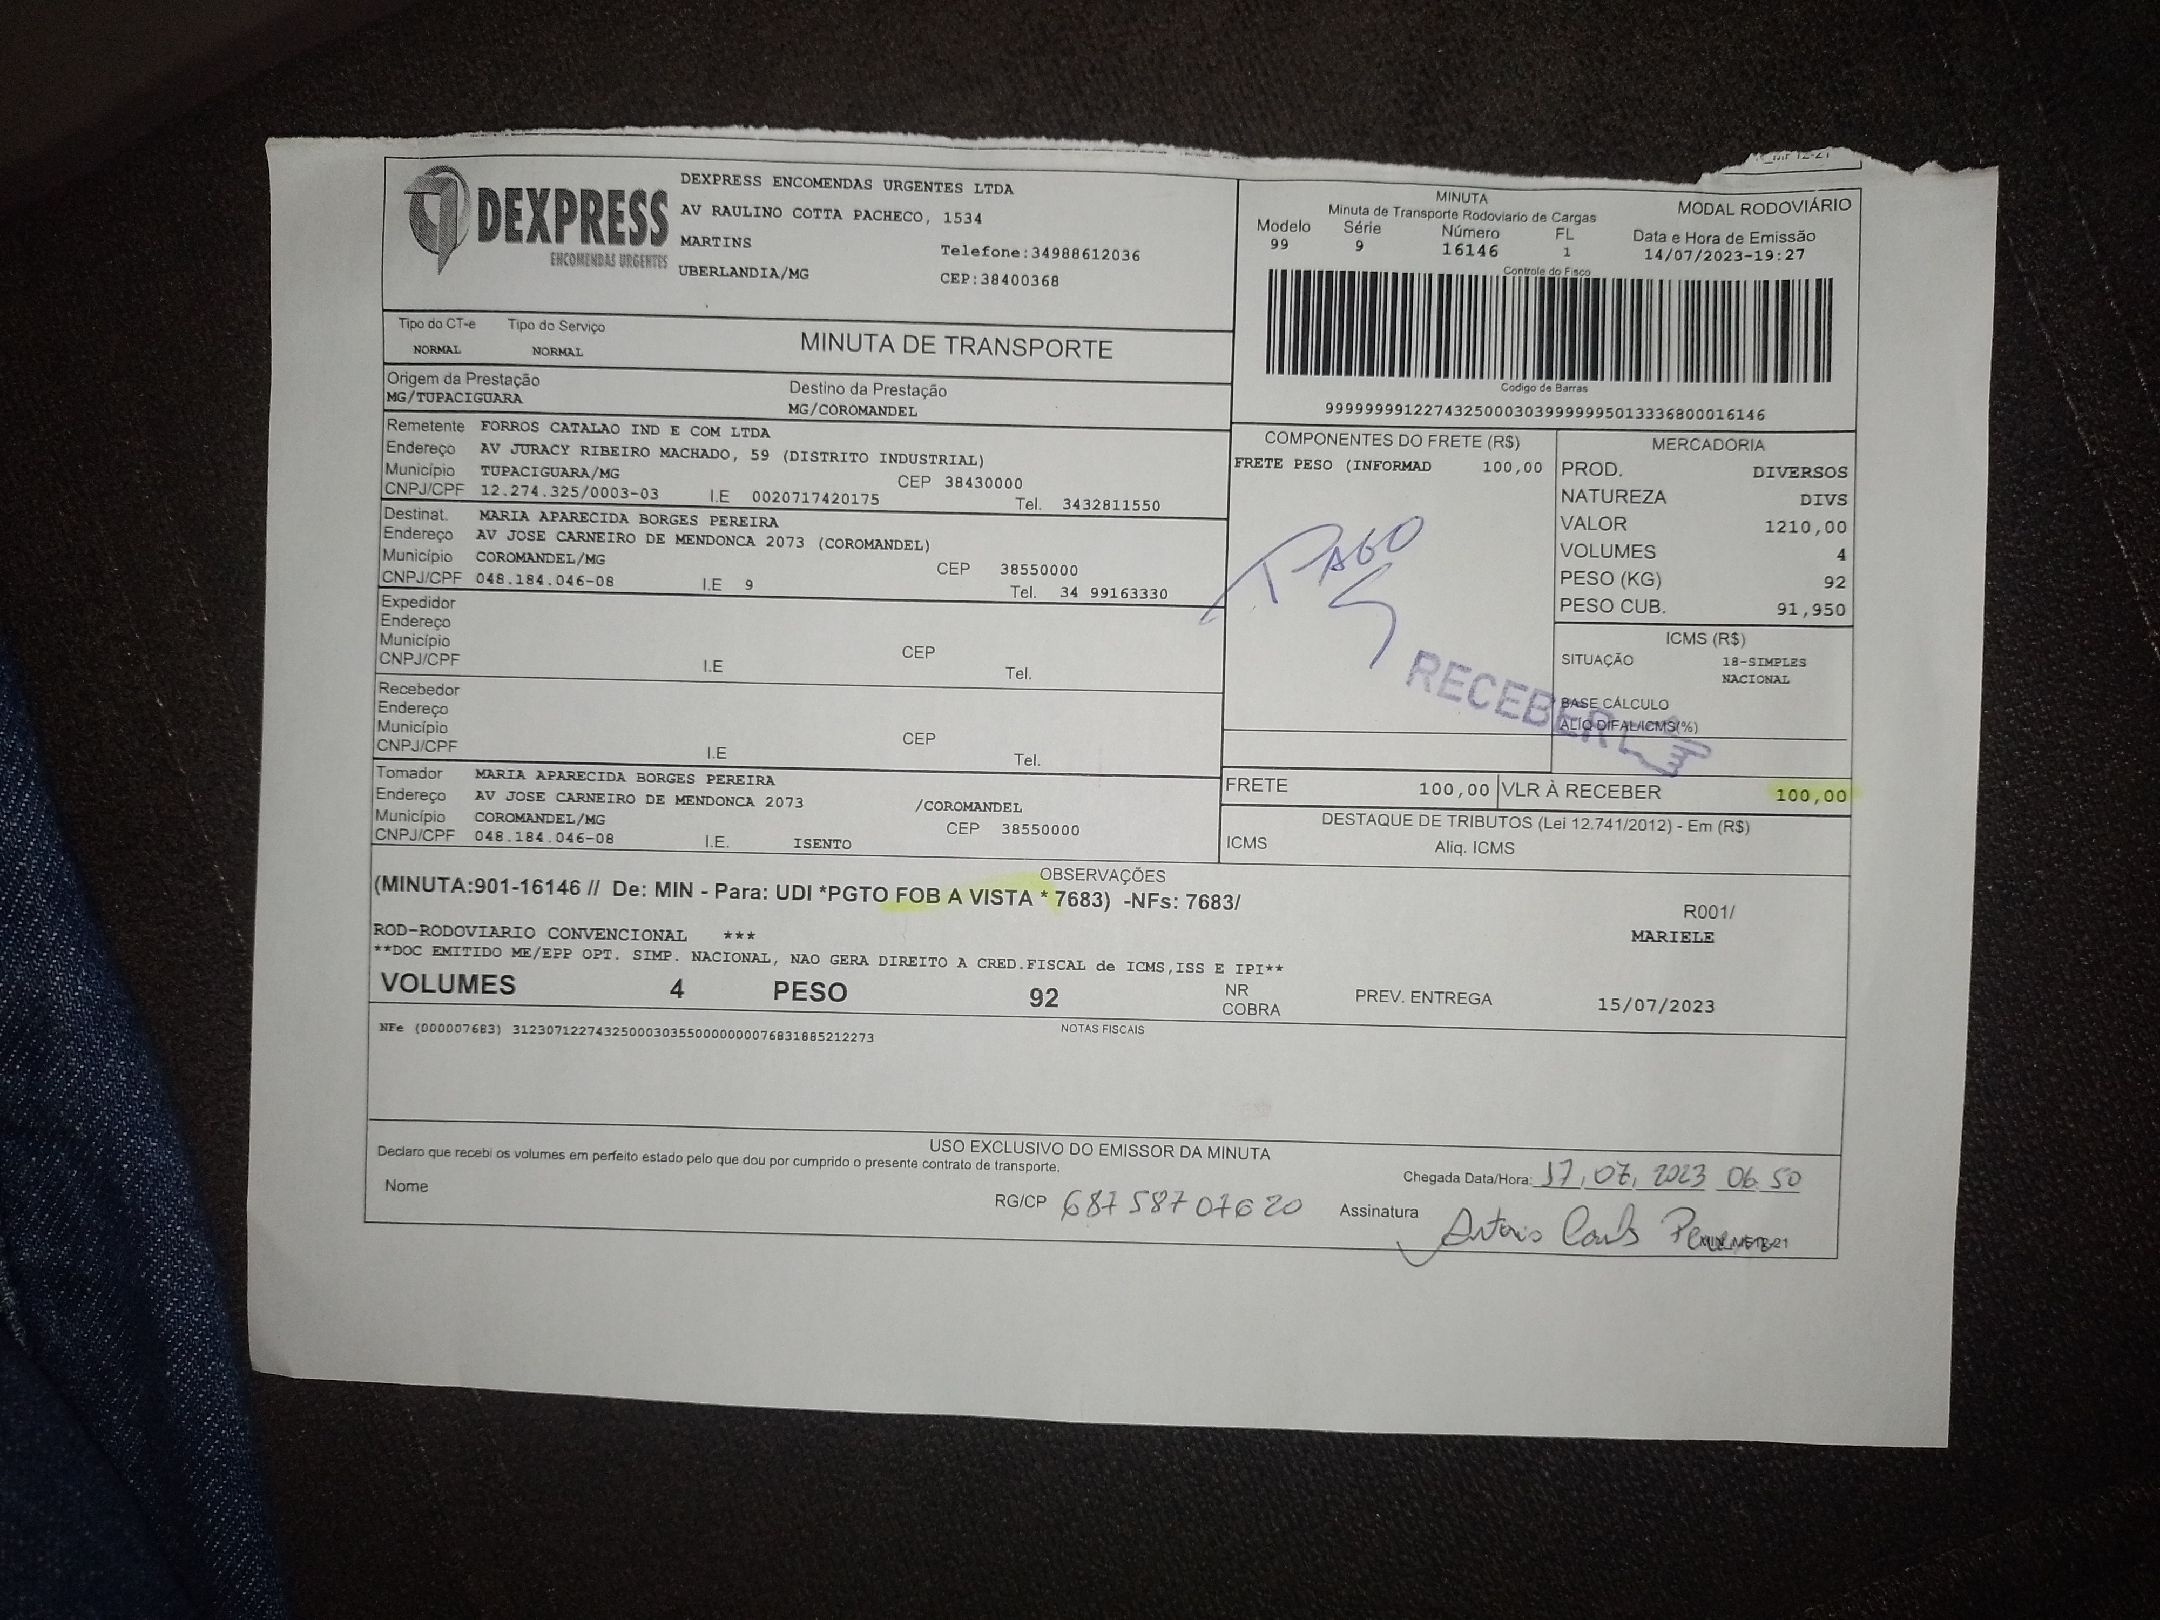 DEXPRESS
ENCOMENDAS URGENTES
DEXPRESS ENCOMENDAS URGENTES LTDA
AV RAULINO COTTA PACHECO, 1534
MARTINS Telefone:34988612036
UBERLANDIA/MG CEP:38400368
MINUTA MODAL RODOVIÁRIO
Minuta de Transporte Rodoviario de Cargas
Modelo Série Número FL Data e Hora de Emissão
99 9 16146 1 14/07/2023-19:27
Controle do Fisco
Codigo de Barras
Tipo do CT-e Tipo do Serviço MINUTA DE TRANSPORTE
NORMAL NORMAL
Origem da Prestação Destino da Prestação
MG/TUPACIGUARA MG/COROMANDEL
999999991227432500030399999995013336800016146
Remetente FORROS CATALAO IND E COM LTDA
Endereço AV JURACY RIBEIRO MACHADO, 59 (DISTRITO INDUSTRIAL)
Município TUPACIGUARA/MG CEP 38430000
CNPJ/CPF 12.274.325/0003-03 I.E 0020717420175 Tel. 3432811550
Destinat. MARIA APARECIDA BORGES PEREIRA
Endereço AV JOSE CARNEIRO DE MENDONCA 2073 (COROMANDEL)
Município COROMANDEL/MG CEP 38550000
CNPJ/CPF 048.184.046-08 I.E 9 Tel. 34 99163330
Expedidor
Endereço
Município CEP
CNPJ/CPF I.E Tel.
Recebedor
Endereço
Município CEP
CNPJ/CPF I.E Tel.
Tomador MARIA APARECIDA BORGES PEREIRA
Endereço AV JOSE CARNEIRO DE MENDONCA 2073 /COROMANDEL
Município COROMANDEL/MG CEP 38550000
CNPJ/CPF 048.184.046-08 I.E. ISENTO
COMPONENTES DO FRETE (R$)
FRETE PESO (INFORMAD 100,00
PAGO
RECEBER
MERCADORIA
PROD. DIVERSOS
NATUREZA DIVS
VALOR 1210,00
VOLUMES 4
PESO (KG) 92
PESO CUB. 91,950
ICMS (R$)
SITUAÇÃO 18-SIMPLES
NACIONAL
BASE CÁLCULO
ALIQ DIFAL/ICMS(%)
FRETE 100,00 VLR À RECEBER 100,00
DESTAQUE DE TRIBUTOS (Lei 12.741/2012) - Em (R$)
ICMS Aliq. ICMS
OBSERVAÇÕES
(MINUTA:901-16146 // De: MIN - Para: UDI *PGTO FOB A VISTA * 7683) -NFs: 7683/
R001/
MARIELE
ROD-RODOVIARIO CONVENCIONAL ***
**DOC EMITIDO ME/EPP OPT. SIMP. NACIONAL, NAO GERA DIREITO A CRED.FISCAL de ICMS,ISS E IPI**
VOLUMES 4 PESO 92 NR COBRA PREV. ENTREGA 15/07/2023
NOTAS FISCAIS
NFe (000007683) 31230712274325000303550000000076831885212273
USO EXCLUSIVO DO EMISSOR DA MINUTA
Declaro que recebi os volumes em perfeito estado pelo que dou por cumprido o presente contrato de transporte.
Chegada Data/Hora: 17,07, 2023 06 50
Nome RG/CP 68758707620 Assinatura Antonio Carlos Pereira